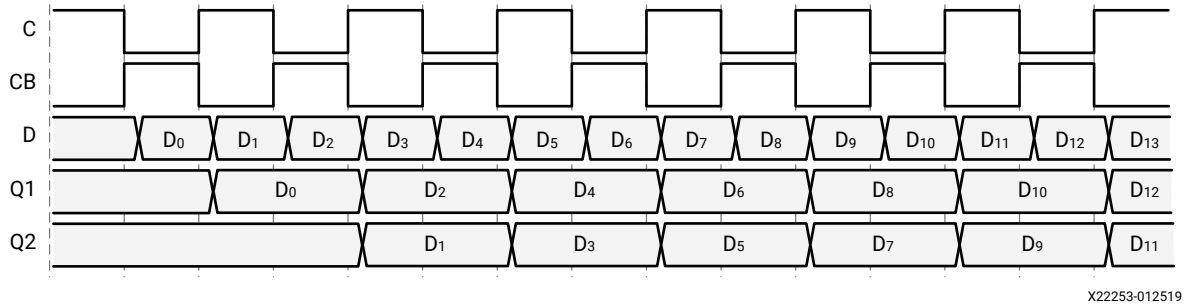 C
CB
D D0 D1 D2 D3 D4 D5 D6 D7 D8 D9 D10 D11 D12 D13
Q1 D0 D2 D4 D6 D8 D10 D12
Q2 D1 D3 D5 D7 D9 D11
X22253-012519